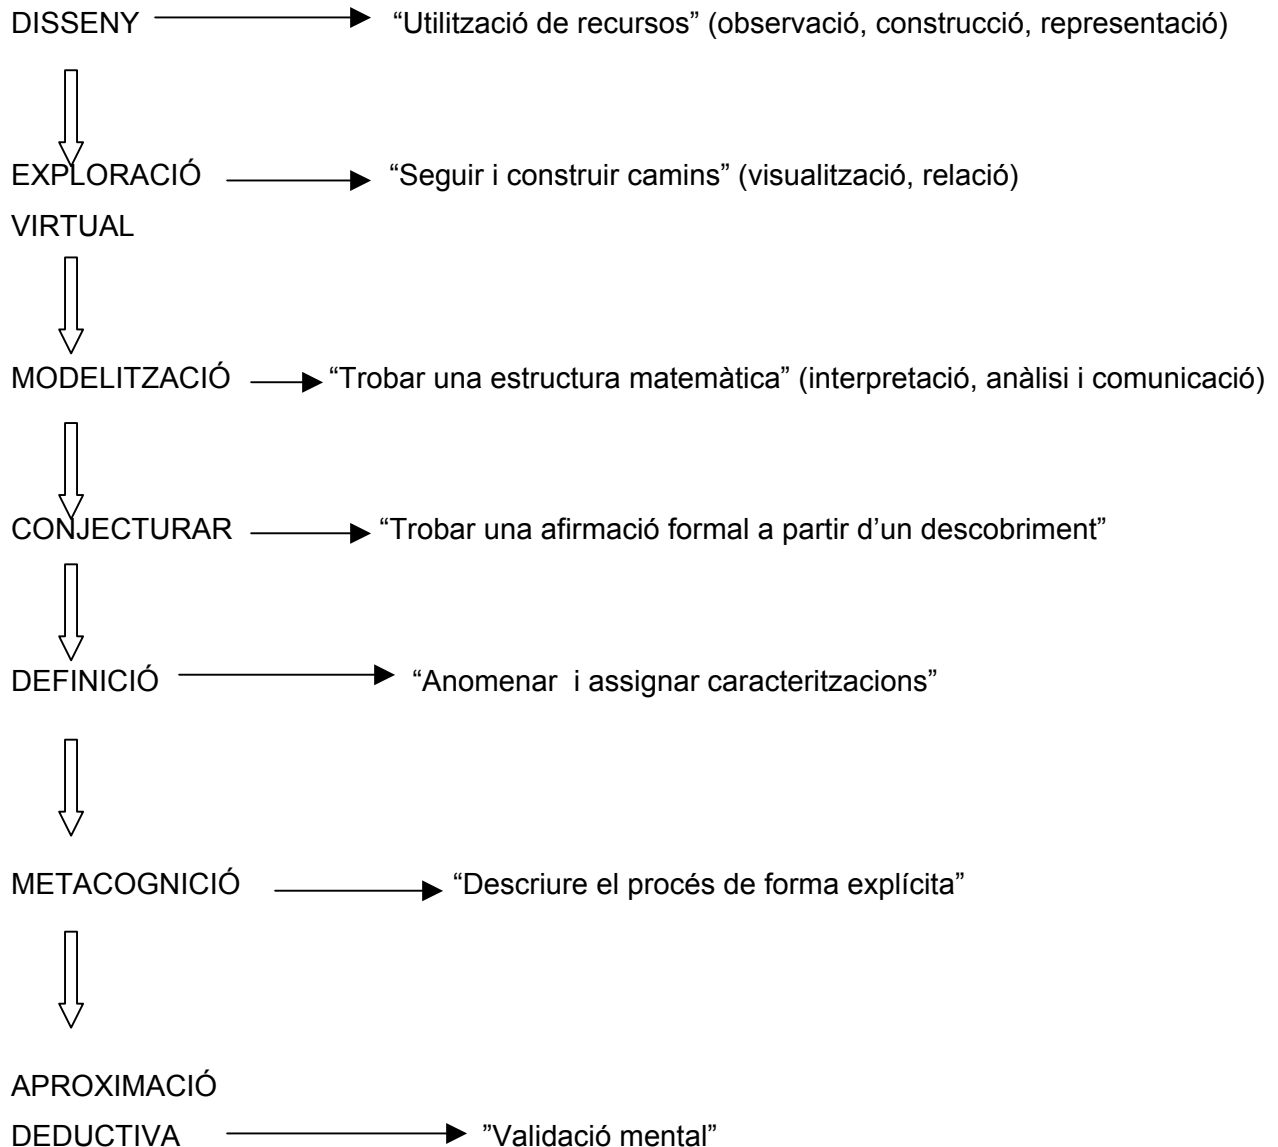 DISSENY “Utilització de recursos” (observació, construcció, representació)
EXPLORACIÓ “Seguir i construir camins” (visualització, relació)
VIRTUAL
MODELITZACIÓ “Trobar una estructura matemàtica” (interpretació, anàlisi i comunicació)
CONJECTURAR “Trobar una afirmació formal a partir d’un descobriment”
DEFINICIÓ “Anomenar i assignar caracteritzacions”
METACOGNICIÓ “Descriure el procés de forma explícita”
APROXIMACIÓ
DEDUCTIVA ”Validació mental”